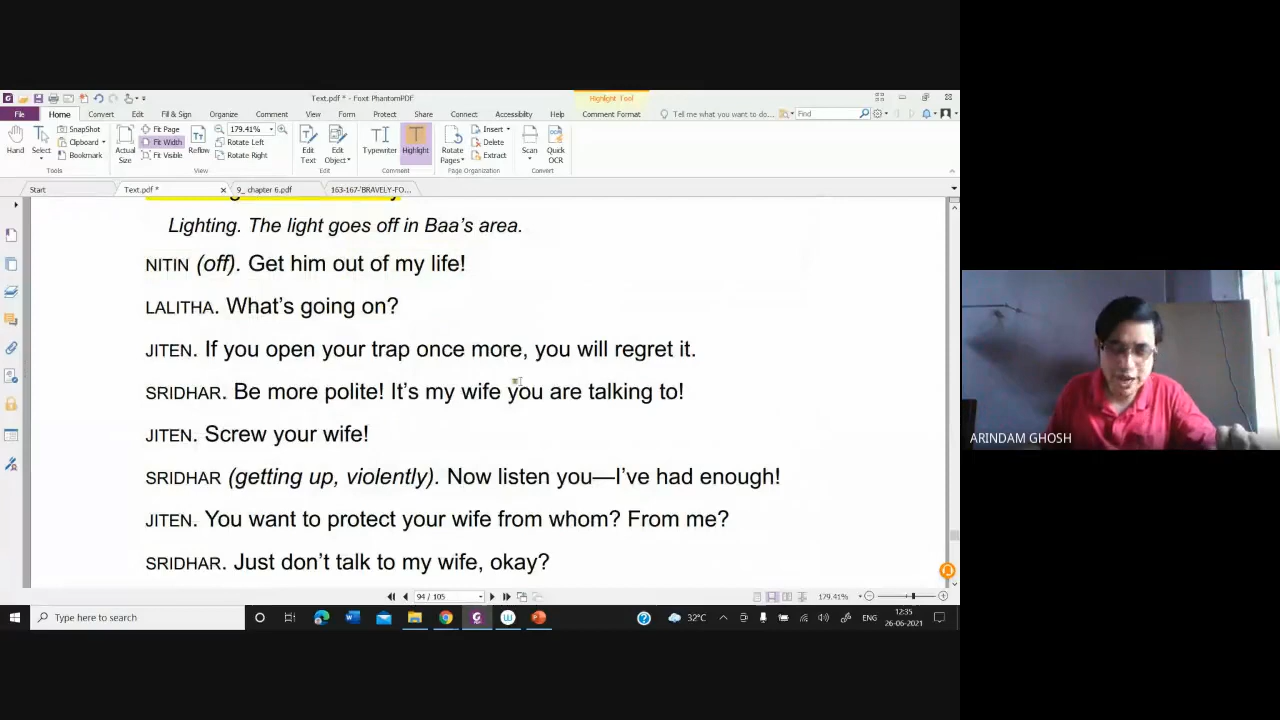 Text.pdf * - Foxit PhantomPDF
Highlight Tool
File Home Convert Edit Fill & Sign Organize Comment View Form Protect Share Connect Accessibility Help Comment Format Tell me what you want to do... Find
Hand
Select
SnapShot
Clipboard
Bookmark
Tools
Actual Size
Fit Page
Fit Width
Fit Visible
Reflow
179.41%
Rotate Left
Rotate Right
View
Edit Text
Edit Object
Edit
Typewriter
Highlight
Comment
Rotate Pages
Insert
Delete
Extract
Page Organization
Scan
Quick OCR
Convert
Start Text.pdf * 9_ chapter 6.pdf 163-167-'BRAVELY-FO...
Lighting. The light goes off in Baa's area.
NITIN (off). Get him out of my life!
LALITHA. What's going on?
JITEN. If you open your trap once more, you will regret it.
SRIDHAR. Be more polite! It's my wife you are talking to!
JITEN. Screw your wife!
SRIDHAR (getting up, violently). Now listen you—I've had enough!
JITEN. You want to protect your wife from whom? From me?
SRIDHAR. Just don't talk to my wife, okay?
94 / 105
179.41%
Type here to search
32°C
ENG
12:35
26-06-2021
ARINDAM GHOSH